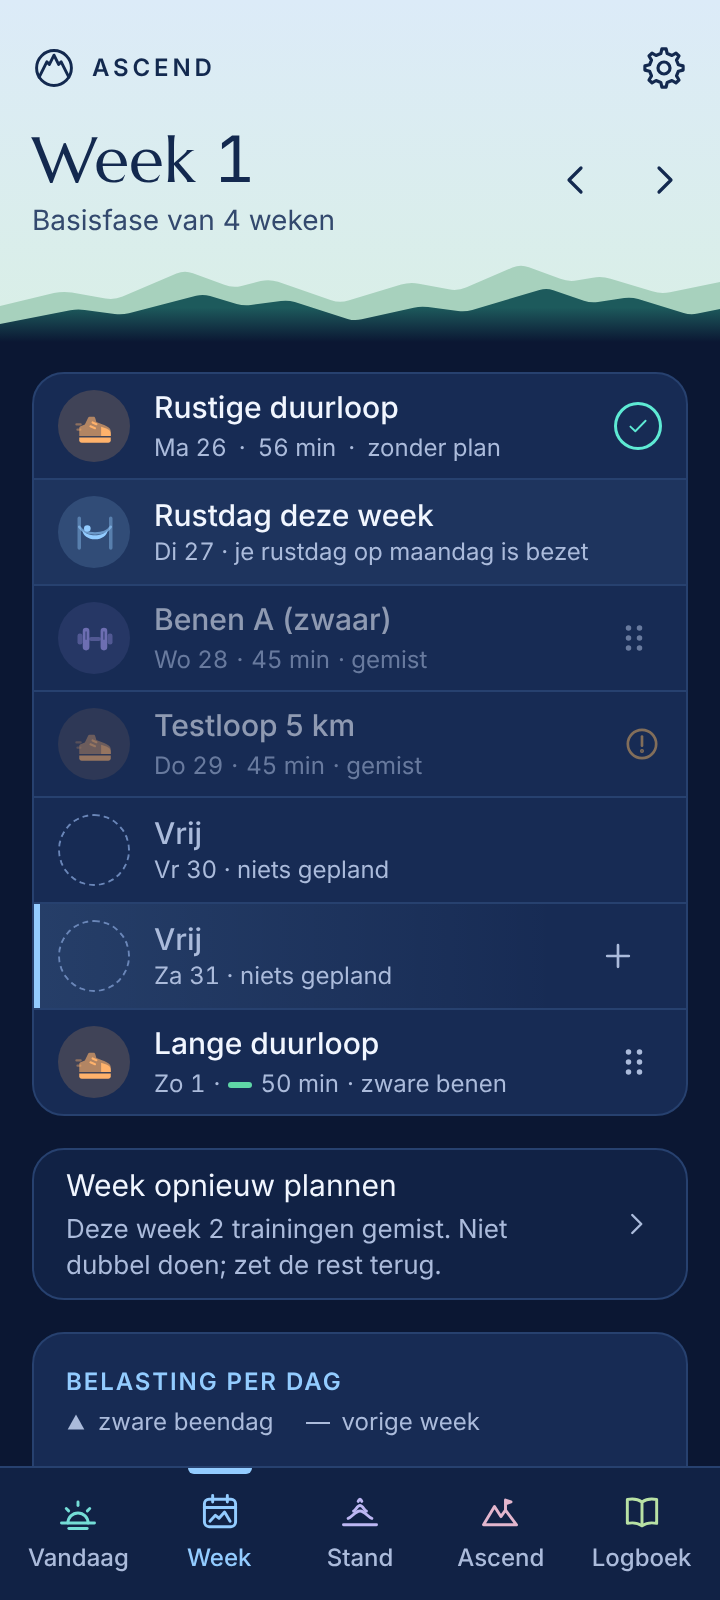 ASCEND
Week 1
Basisfase van 4 weken
Rustige duurloop
Ma 26 · 56 min · zonder plan
Rustdag deze week
Di 27 · je rustdag op maandag is bezet
Benen A (zwaar)
Wo 28 · 45 min · gemist
Testloop 5 km
Do 29 · 45 min · gemist
Vrij
Vr 30 · niets gepland
Vrij
Za 31 · niets gepland
Lange duurloop
Zo 1 · 50 min · zware benen
Week opnieuw plannen
Deze week 2 trainingen gemist. Niet
dubbel doen; zet de rest terug.
BELASTING PER DAG
▲ zware beendag — vorige week
Vandaag Week Stand Ascend Logboek